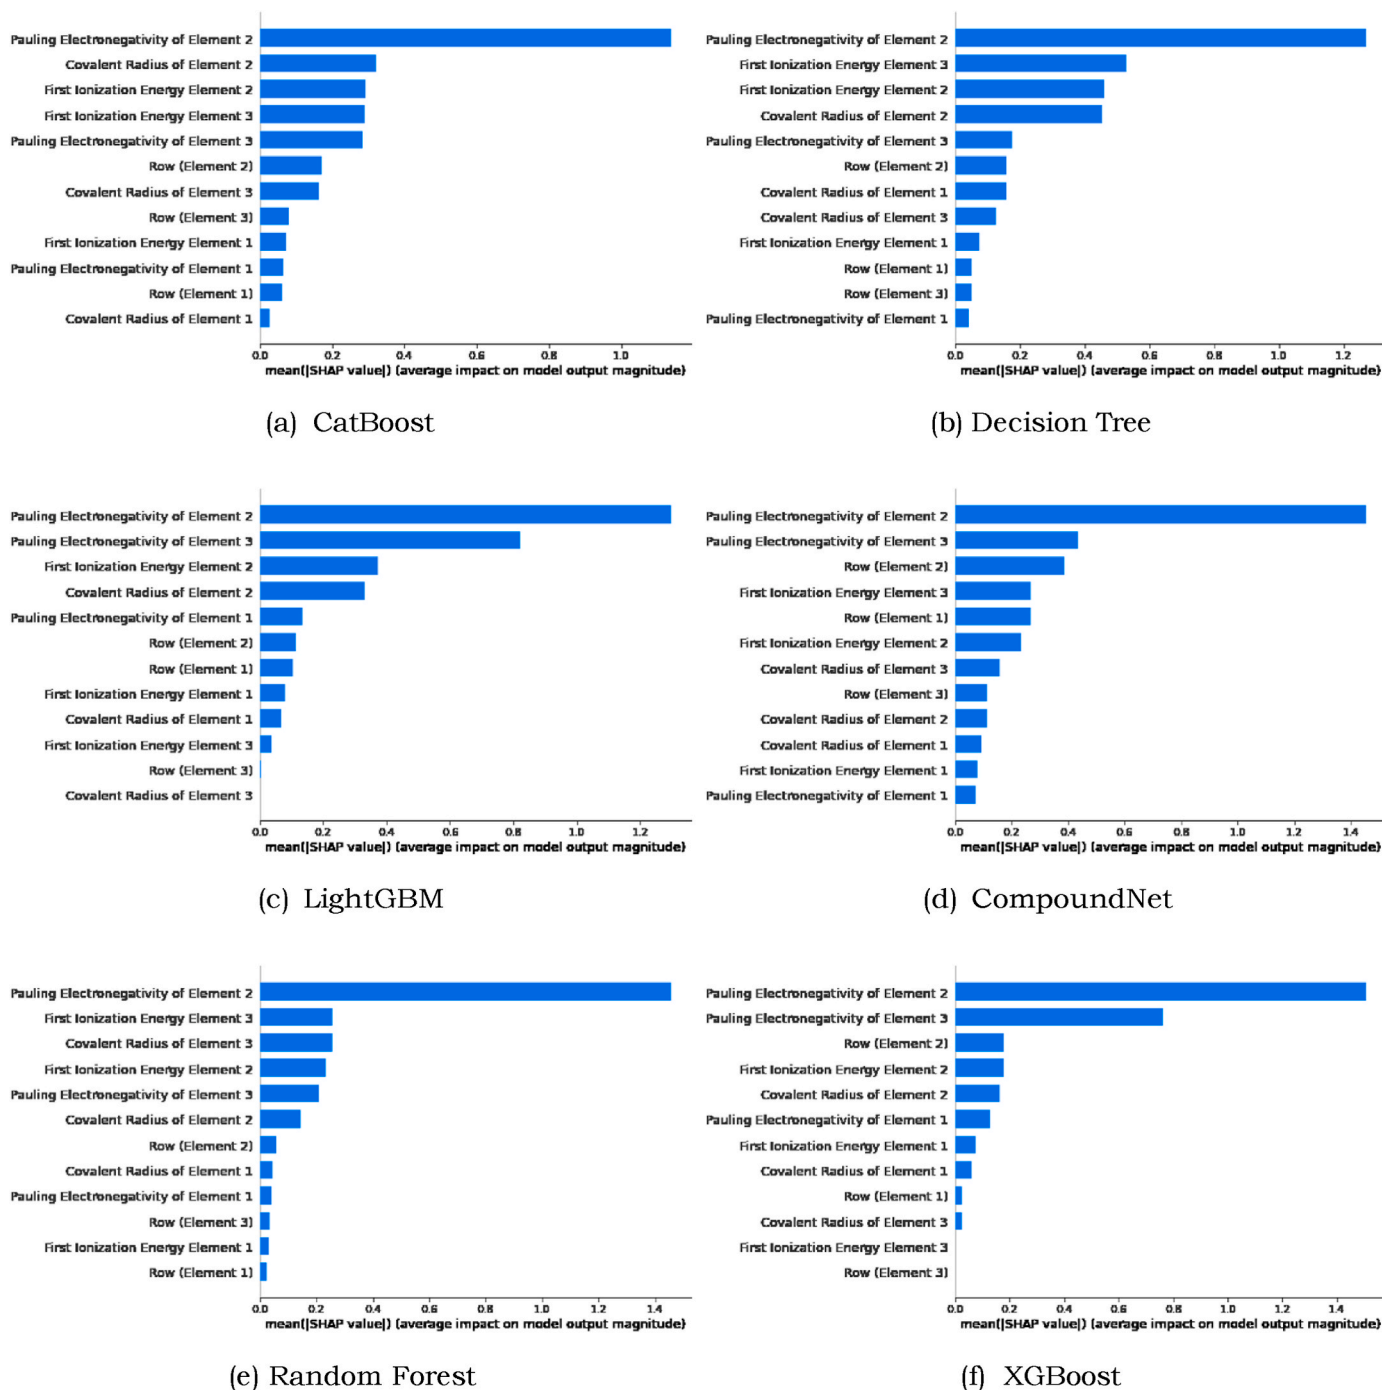 Pauling Electronegativity of Element 2
Covalent Radius of Element 2
First Ionization Energy Element 2
First Ionization Energy Element 3
Pauling Electronegativity of Element 3
Row (Element 2)
Covalent Radius of Element 3
Row (Element 3)
First Ionization Energy Element 1
Pauling Electronegativity of Element 1
Row (Element 1)
Covalent Radius of Element 1
0.0 0.2 0.4 0.6 0.8 1.0
mean(|SHAP value|) (average impact on model output magnitude)
(a) CatBoost
Pauling Electronegativity of Element 2
First Ionization Energy Element 3
First Ionization Energy Element 2
Covalent Radius of Element 2
Pauling Electronegativity of Element 3
Row (Element 2)
Covalent Radius of Element 1
Covalent Radius of Element 3
First Ionization Energy Element 1
Row (Element 1)
Row (Element 3)
Pauling Electronegativity of Element 1
0.0 0.2 0.4 0.6 0.8 1.0 1.2
mean(|SHAP value|) (average impact on model output magnitude)
(b) Decision Tree
Pauling Electronegativity of Element 2
Pauling Electronegativity of Element 3
First Ionization Energy Element 2
Covalent Radius of Element 2
Pauling Electronegativity of Element 1
Row (Element 2)
Row (Element 1)
First Ionization Energy Element 1
Covalent Radius of Element 1
First Ionization Energy Element 3
Row (Element 3)
Covalent Radius of Element 3
0.0 0.2 0.4 0.6 0.8 1.0 1.2
mean(|SHAP value|) (average impact on model output magnitude)
(c) LightGBM
Pauling Electronegativity of Element 2
Pauling Electronegativity of Element 3
Row (Element 2)
First Ionization Energy Element 3
Row (Element 1)
First Ionization Energy Element 2
Covalent Radius of Element 3
Row (Element 3)
Covalent Radius of Element 2
Covalent Radius of Element 1
First Ionization Energy Element 1
Pauling Electronegativity of Element 1
0.0 0.2 0.4 0.6 0.8 1.0 1.2 1.4
mean(|SHAP value|) (average impact on model output magnitude)
(d) CompoundNet
Pauling Electronegativity of Element 2
First Ionization Energy Element 3
Covalent Radius of Element 3
First Ionization Energy Element 2
Pauling Electronegativity of Element 3
Covalent Radius of Element 2
Row (Element 2)
Covalent Radius of Element 1
Pauling Electronegativity of Element 1
Row (Element 3)
First Ionization Energy Element 1
Row (Element 1)
0.0 0.2 0.4 0.6 0.8 1.0 1.2 1.4
mean(|SHAP value|) (average impact on model output magnitude)
(e) Random Forest
Pauling Electronegativity of Element 2
Pauling Electronegativity of Element 3
Row (Element 2)
First Ionization Energy Element 2
Covalent Radius of Element 2
Pauling Electronegativity of Element 1
First Ionization Energy Element 1
Covalent Radius of Element 1
Row (Element 1)
Covalent Radius of Element 3
First Ionization Energy Element 3
Row (Element 3)
0.0 0.2 0.4 0.6 0.8 1.0 1.2 1.4
mean(|SHAP value|) (average impact on model output magnitude)
(f) XGBoost